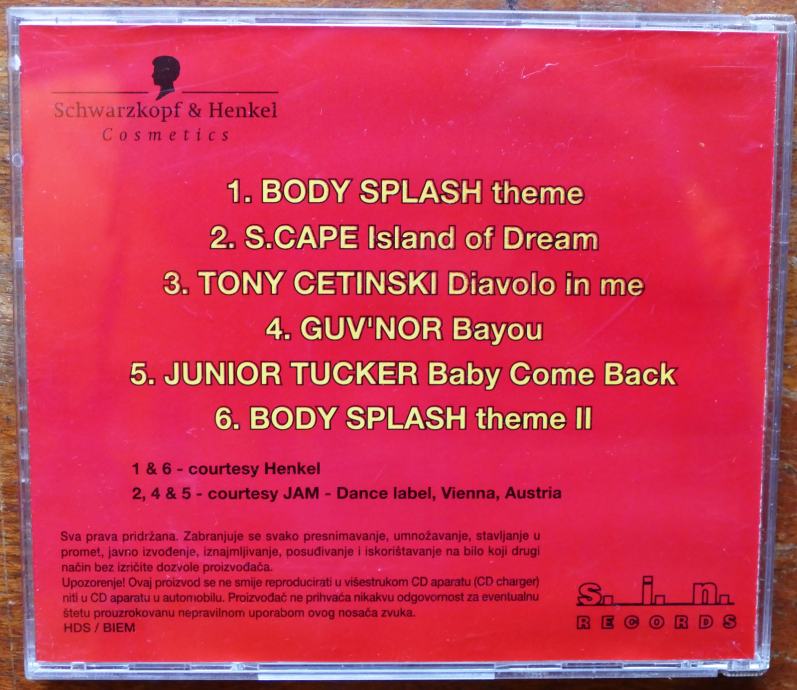 Schwarzkopf & Henkel
Cosmetics
1. BODY SPLASH theme
2. S.CAPE Island of Dream
3. TONY CETINSKI Diavolo in me
4. GUV'NOR Bayou
5. JUNIOR TUCKER Baby Come Back
6. BODY SPLASH theme II
1 & 6 - courtesy Henkel
2, 4 & 5 - courtesy JAM - Dance label, Vienna, Austria
Sva prava pridržana. Zabranjuje se svako presnimavanje, umnožavanje, stavljanje u
promet, javno izvođenje, iznajmljivanje, posuđivanje i iskorištavanje na bilo koji drugi
način bez izričite dozvole proizvođača.
Upozorenje! Ovaj proizvod se ne smije reproducirati u višestrukom CD aparatu (CD charger)
niti u CD aparatu u automobilu. Proizvođač ne prihvaća nikakvu odgovornost za eventualnu
štetu prouzrokovanu nepravilnom uporabom ovog nosača zvuka.
HDS / BIEM
s. i. n.
RECORDS